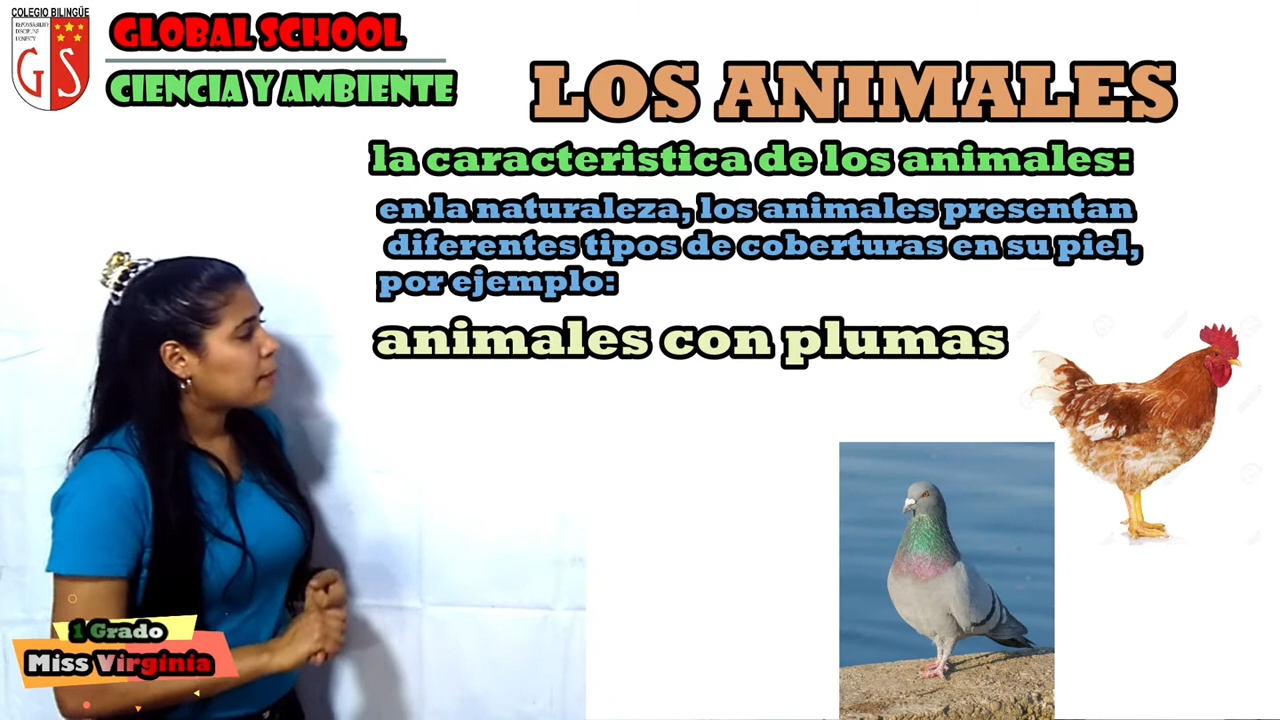 COLEGIO BILINGÜE
G S
GLOBAL SCHOOL
CIENCIA Y AMBIENTE
LOS ANIMALES
la caracteristica de los animales:
en la naturaleza, los animales presentan
diferentes tipos de coberturas en su piel,
por ejemplo:
animales con plumas
1 Grado
Miss Virginia